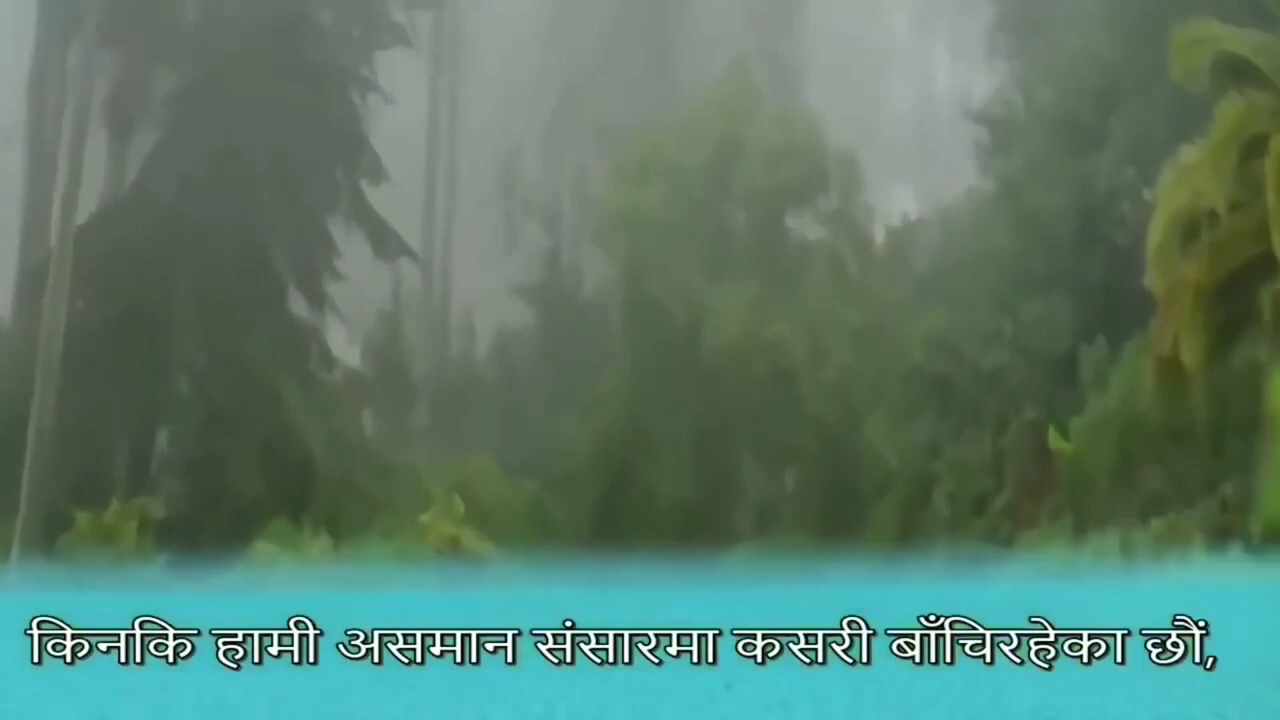 किनकि हामी असमान संसारमा कसरी बाँचिरहेका छौं,